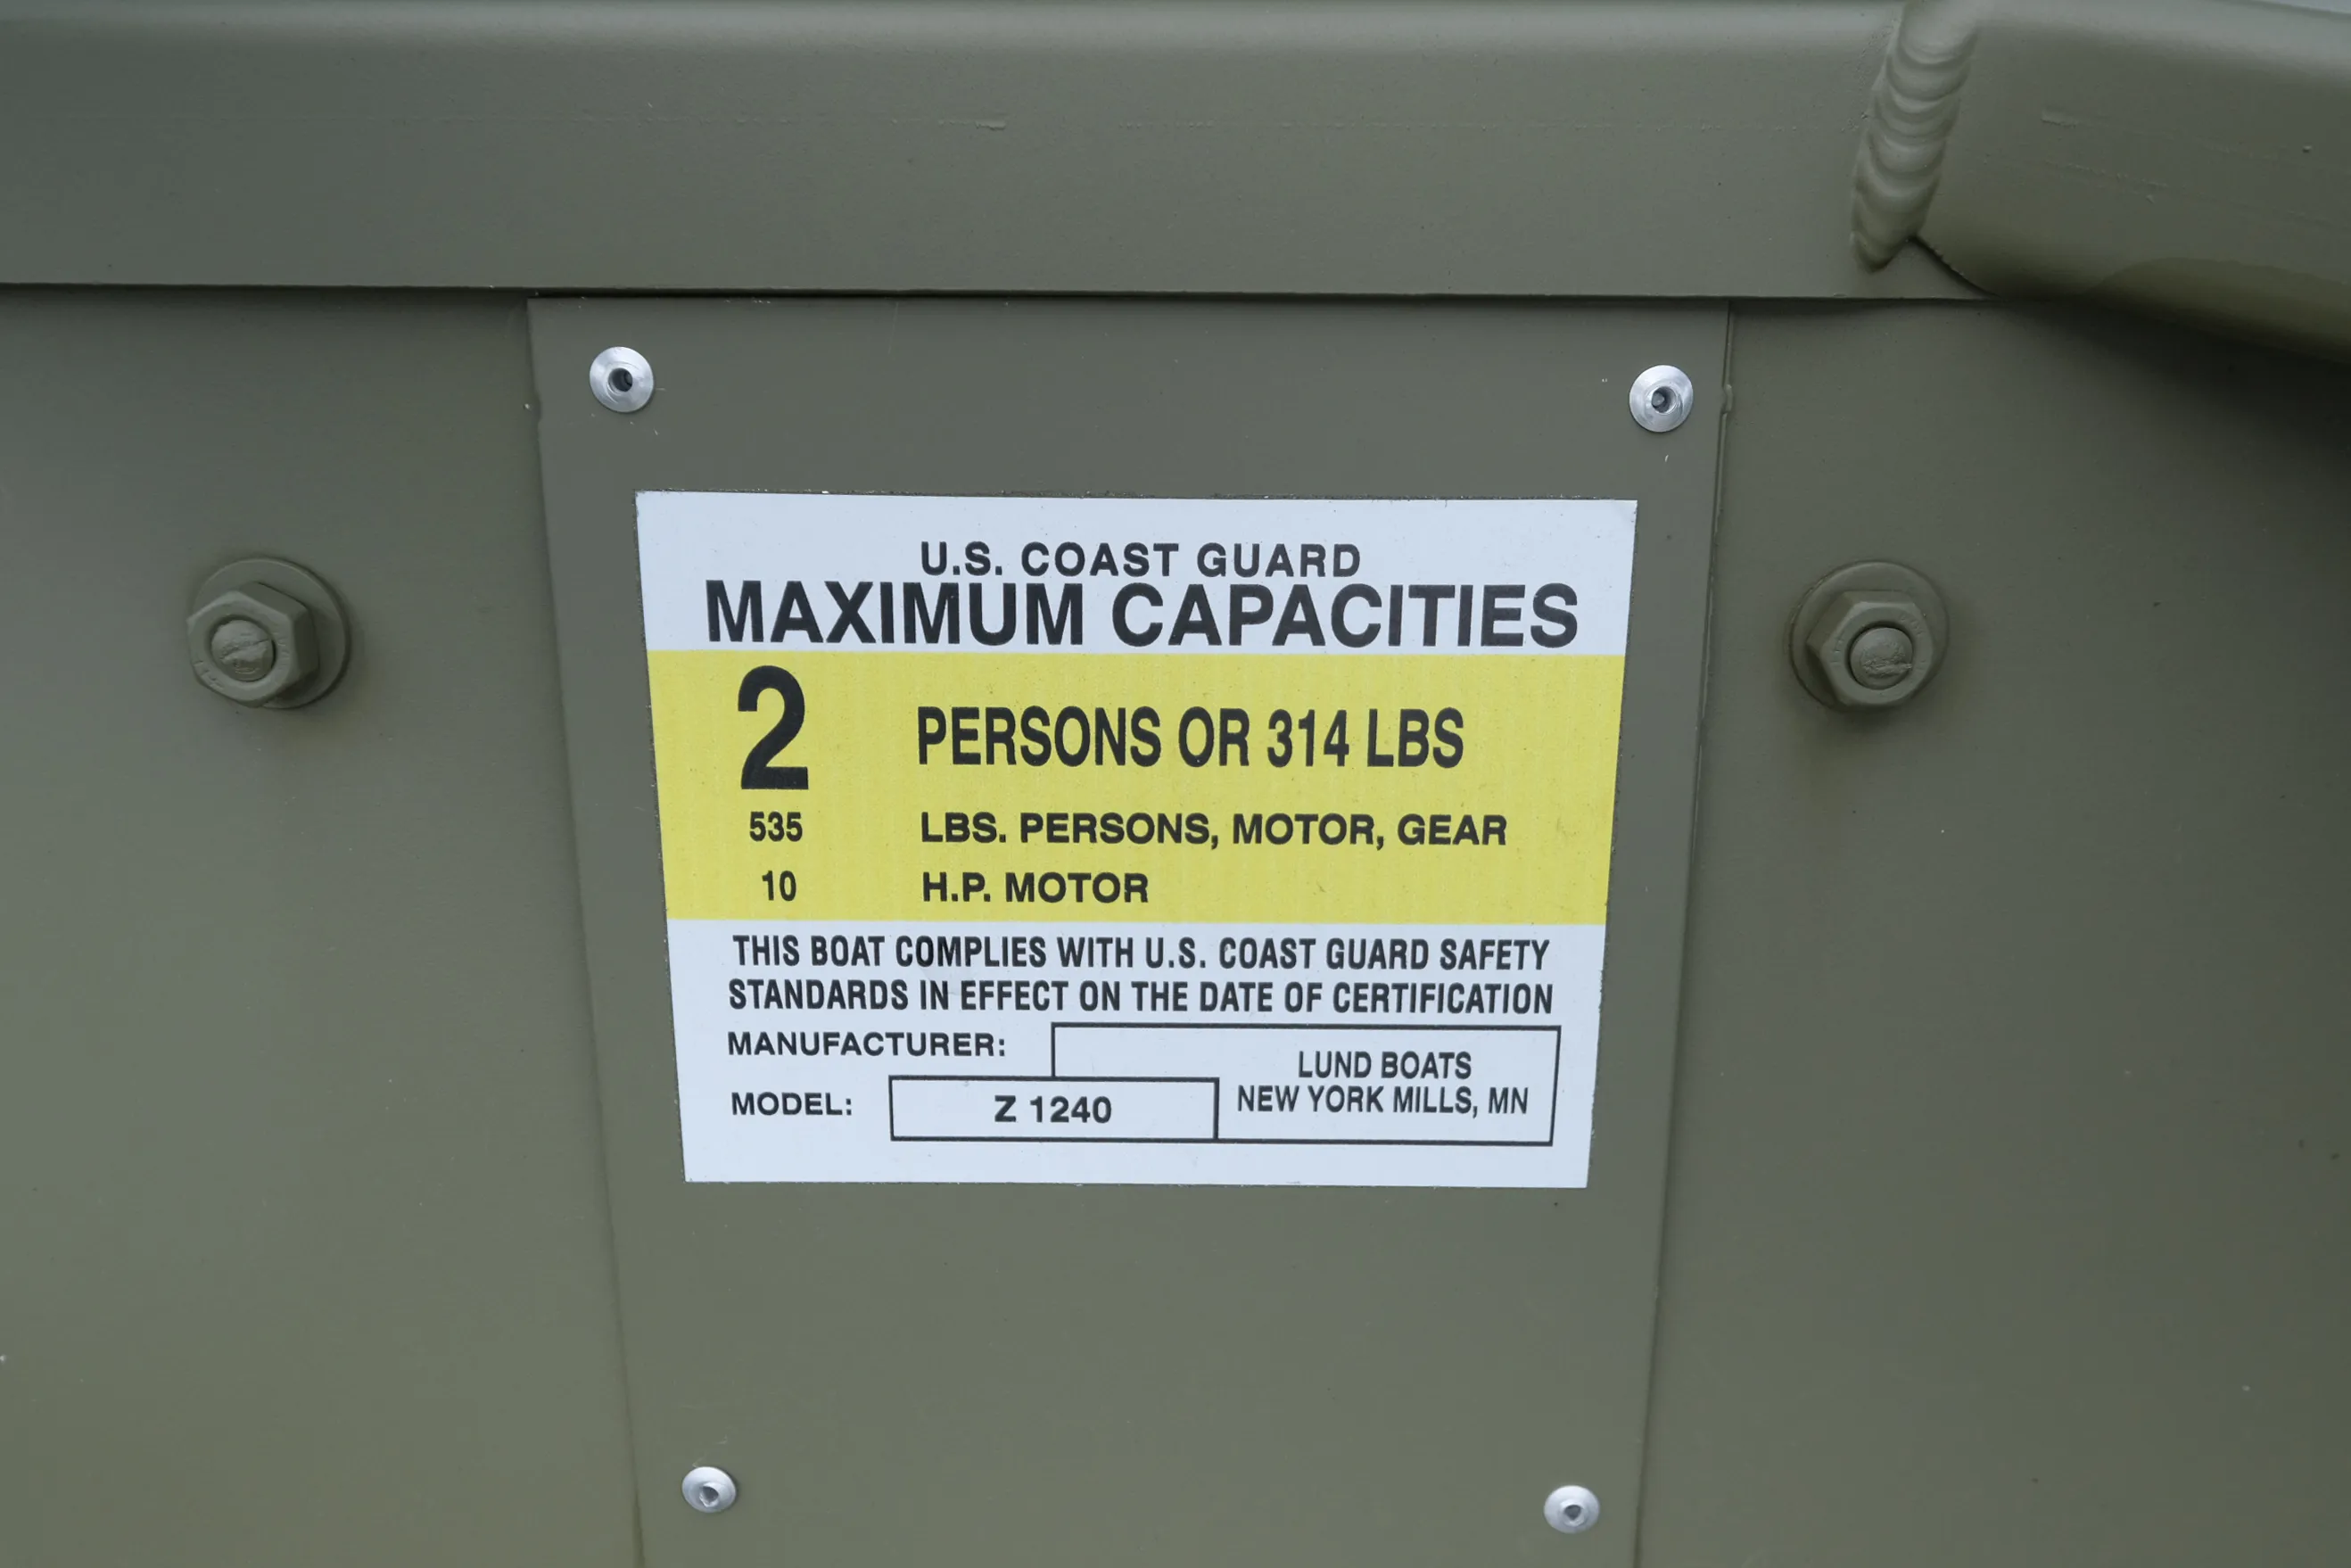 U.S. COAST GUARD
MAXIMUM CAPACITIES
2 PERSONS OR 314 LBS
535 LBS. PERSONS, MOTOR, GEAR
10 H.P. MOTOR
THIS BOAT COMPLIES WITH U.S. COAST GUARD SAFETY
STANDARDS IN EFFECT ON THE DATE OF CERTIFICATION
MANUFACTURER:
LUND BOATS
NEW YORK MILLS, MN
MODEL: Z 1240